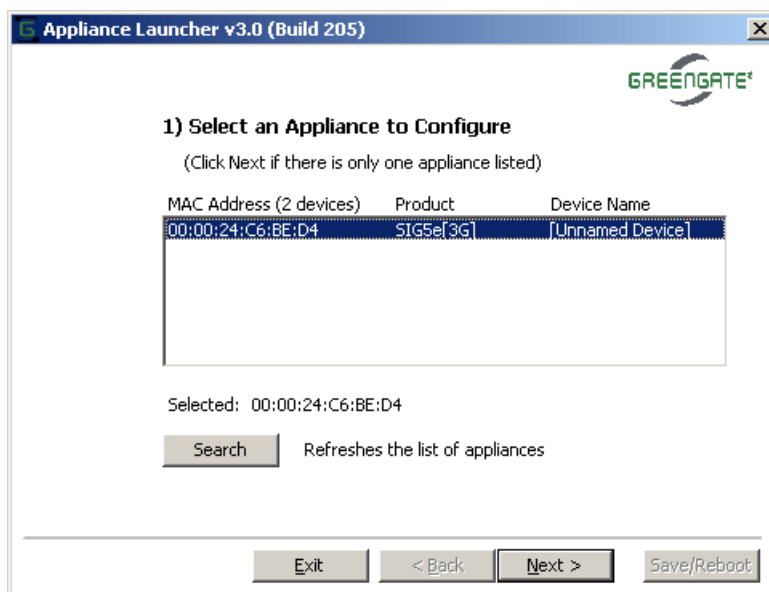 G Appliance Launcher v3.0 (Build 205)
GREENGATE
1) Select an Appliance to Configure
(Click Next if there is only one appliance listed)
MAC Address (2 devices) Product Device Name
00:00:24:C6:BE:D4 SIG5e[3G] [Unnamed Device]
Selected: 00:00:24:C6:BE:D4
Search Refreshes the list of appliances
Exit < Back Next > Save/Reboot